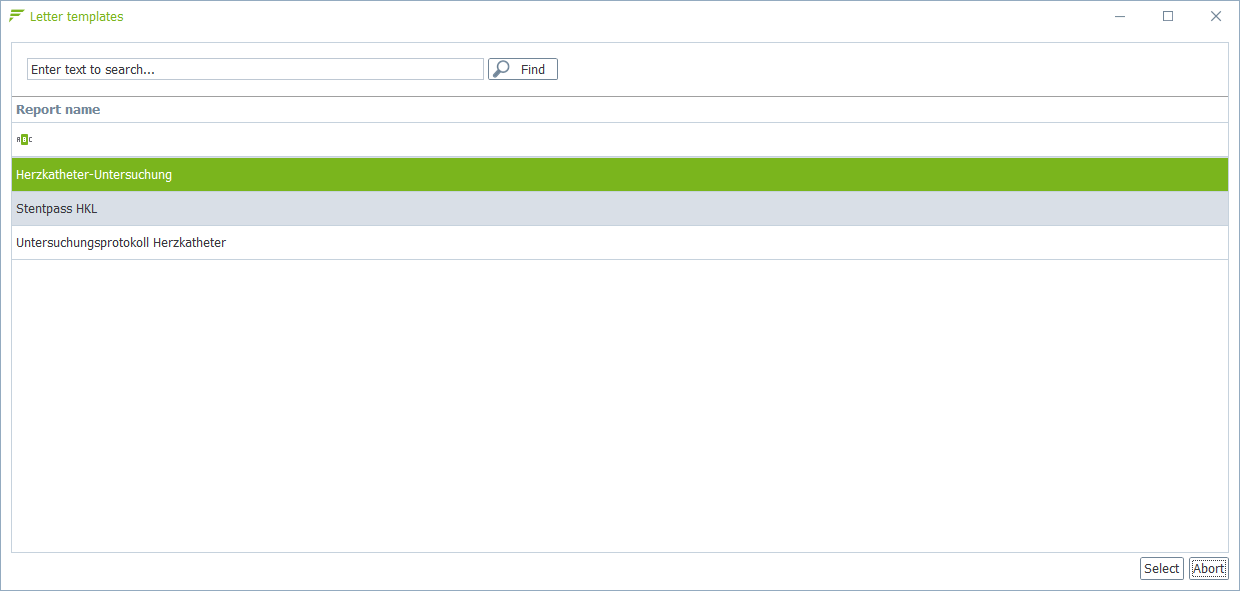 Letter templates
Enter text to search...
Find
Report name
ABC
Herzkatheter-Untersuchung
Stentpass HKL
Untersuchungsprotokoll Herzkatheter
Select
Abort